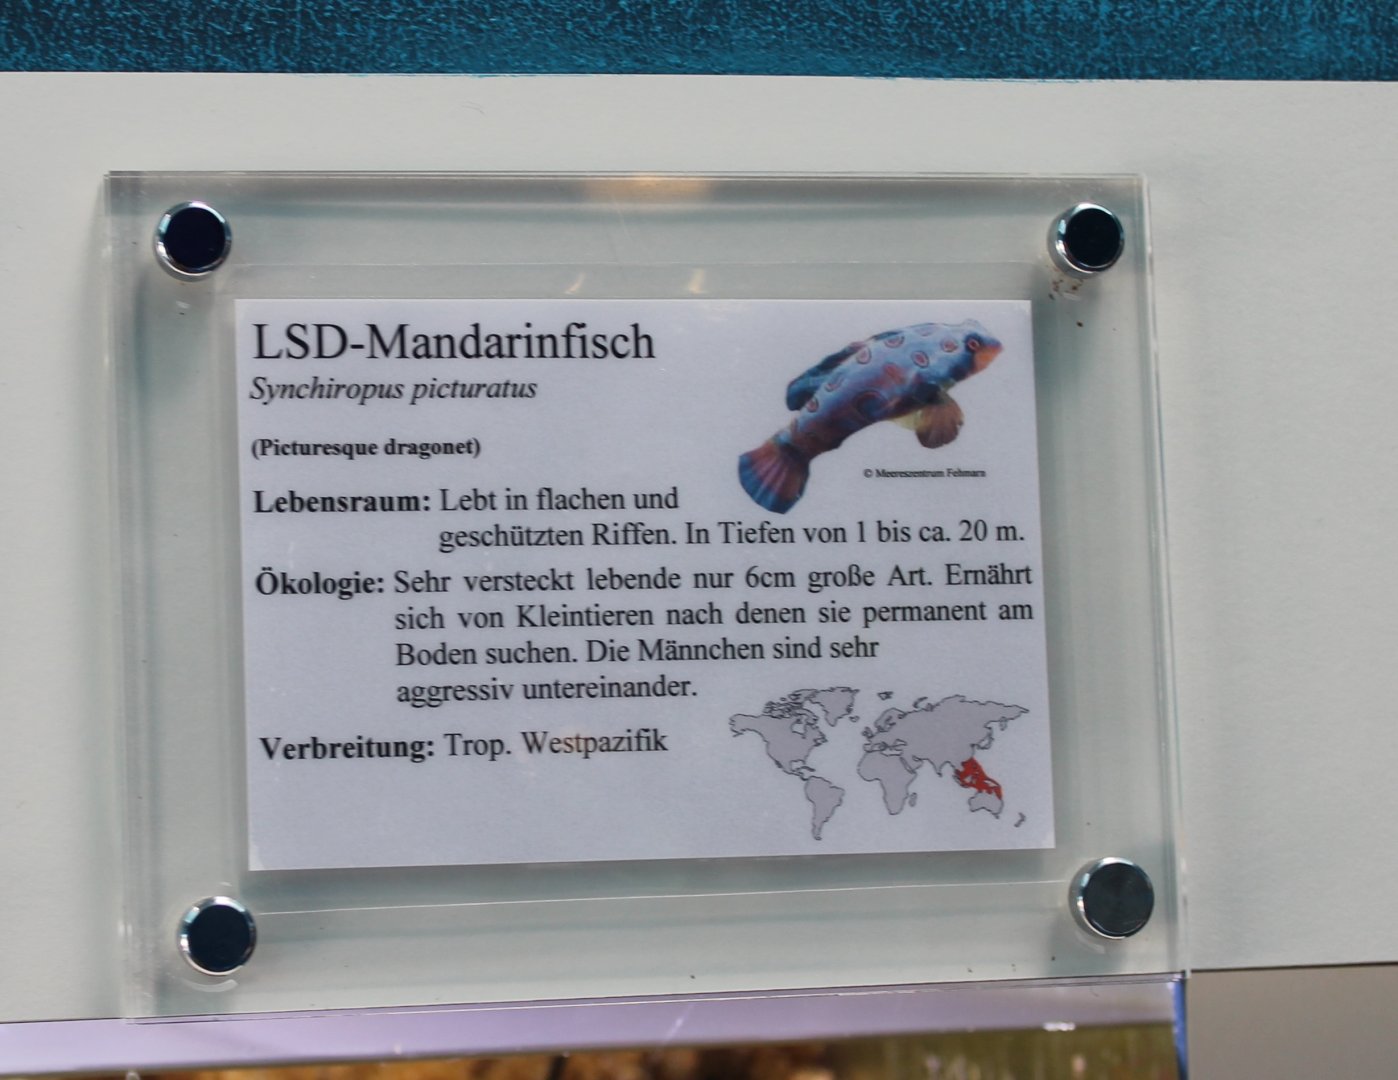 LSD-Mandarinfisch
Synchiropus picturatus
(Picturesque dragonet)
© Meereszentrum Fehmarn
Lebensraum: Lebt in flachen und
geschützten Riffen. In Tiefen von 1 bis ca. 20 m.
Ökologie: Sehr versteckt lebende nur 6cm große Art. Ernährt
sich von Kleintieren nach denen sie permanent am
Boden suchen. Die Männchen sind sehr
aggressiv untereinander.
Verbreitung: Trop. Westpazifik